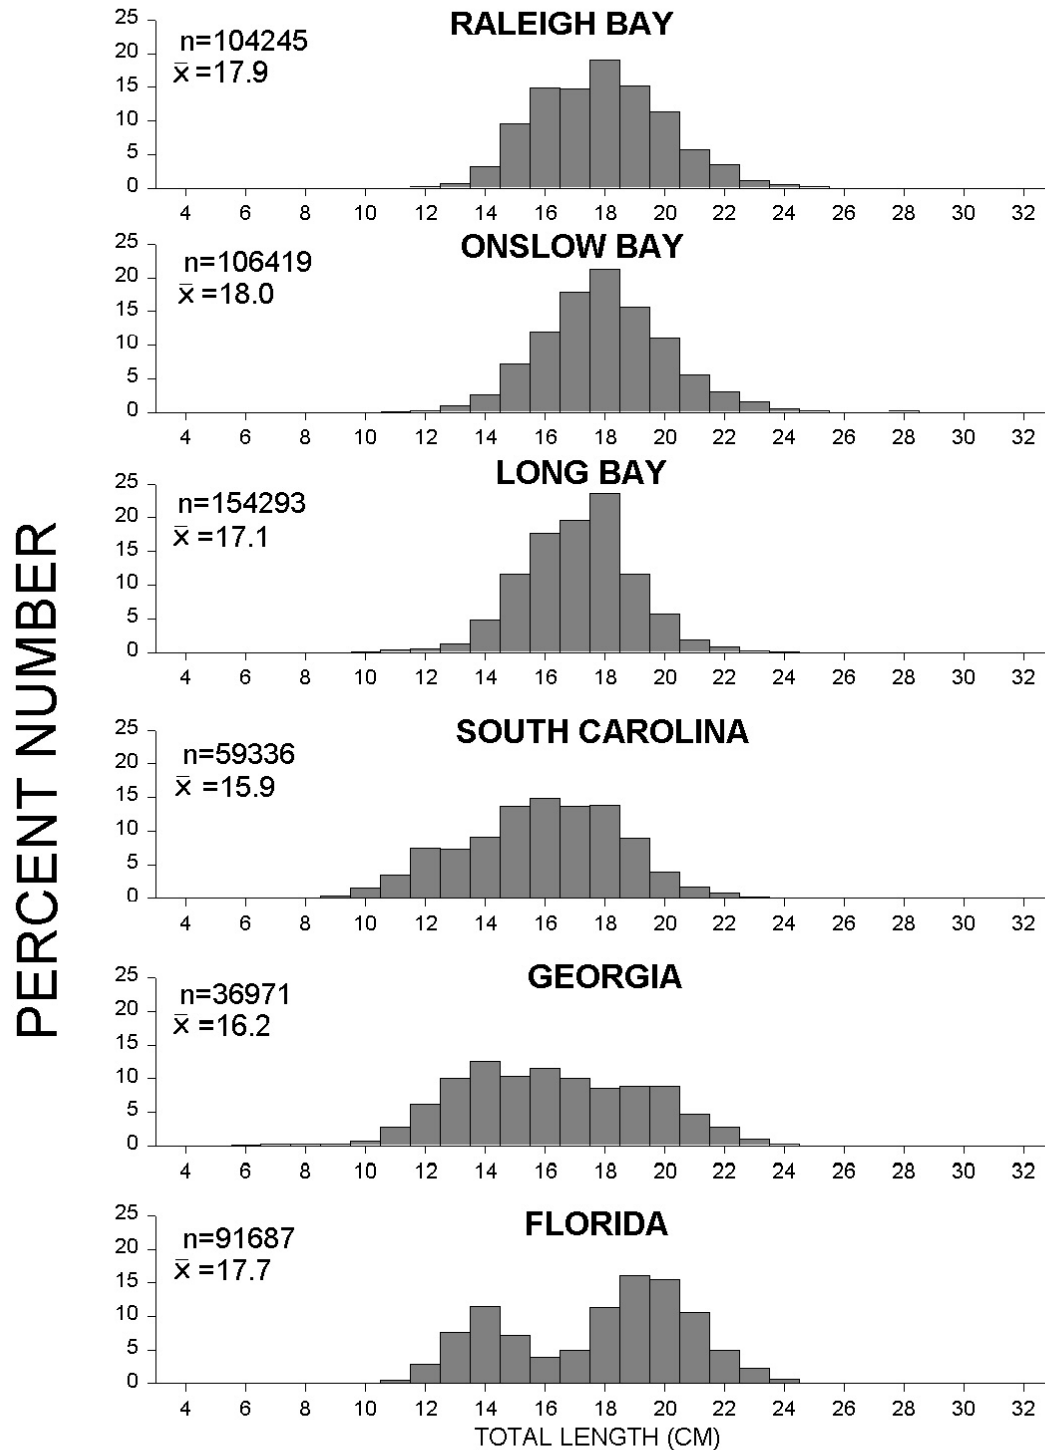 PERCENT NUMBER
RALEIGH BAY
n=104245
x̄ =17.9
25
20
15
10
5
0
4 6 8 10 12 14 16 18 20 22 24 26 28 30 32
ONSLOW BAY
n=106419
x̄ =18.0
25
20
15
10
5
0
4 6 8 10 12 14 16 18 20 22 24 26 28 30 32
LONG BAY
n=154293
x̄ =17.1
25
20
15
10
5
0
4 6 8 10 12 14 16 18 20 22 24 26 28 30 32
SOUTH CAROLINA
n=59336
x̄ =15.9
25
20
15
10
5
0
4 6 8 10 12 14 16 18 20 22 24 26 28 30 32
GEORGIA
n=36971
x̄ =16.2
25
20
15
10
5
0
4 6 8 10 12 14 16 18 20 22 24 26 28 30 32
FLORIDA
n=91687
x̄ =17.7
25
20
15
10
5
0
4 6 8 10 12 14 16 18 20 22 24 26 28 30 32
TOTAL LENGTH (CM)